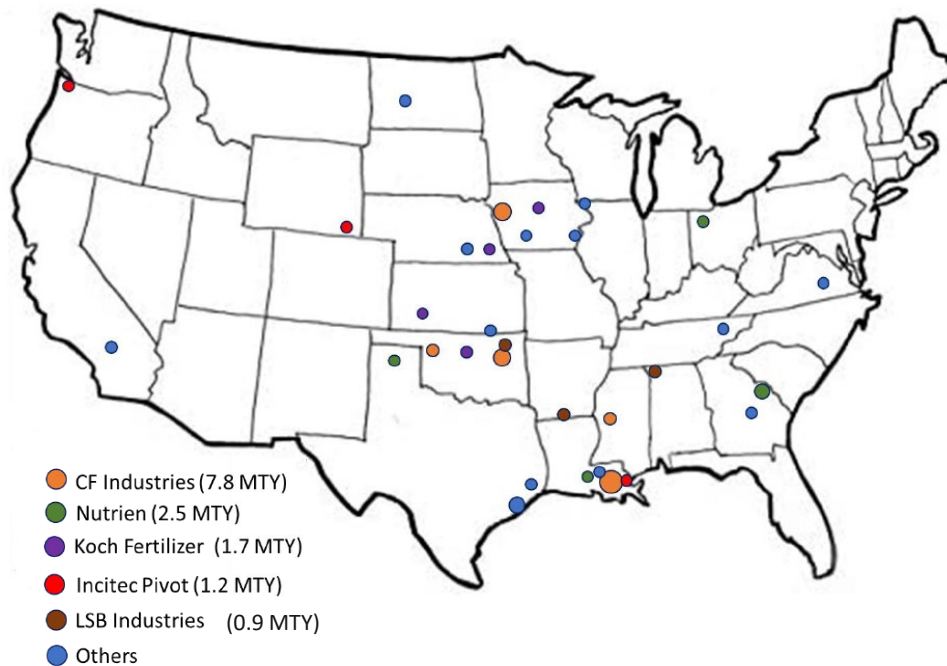 CF Industries (7.8 MTY)
Nutrien (2.5 MTY)
Koch Fertilizer (1.7 MTY)
Incitec Pivot (1.2 MTY)
LSB Industries (0.9 MTY)
Others